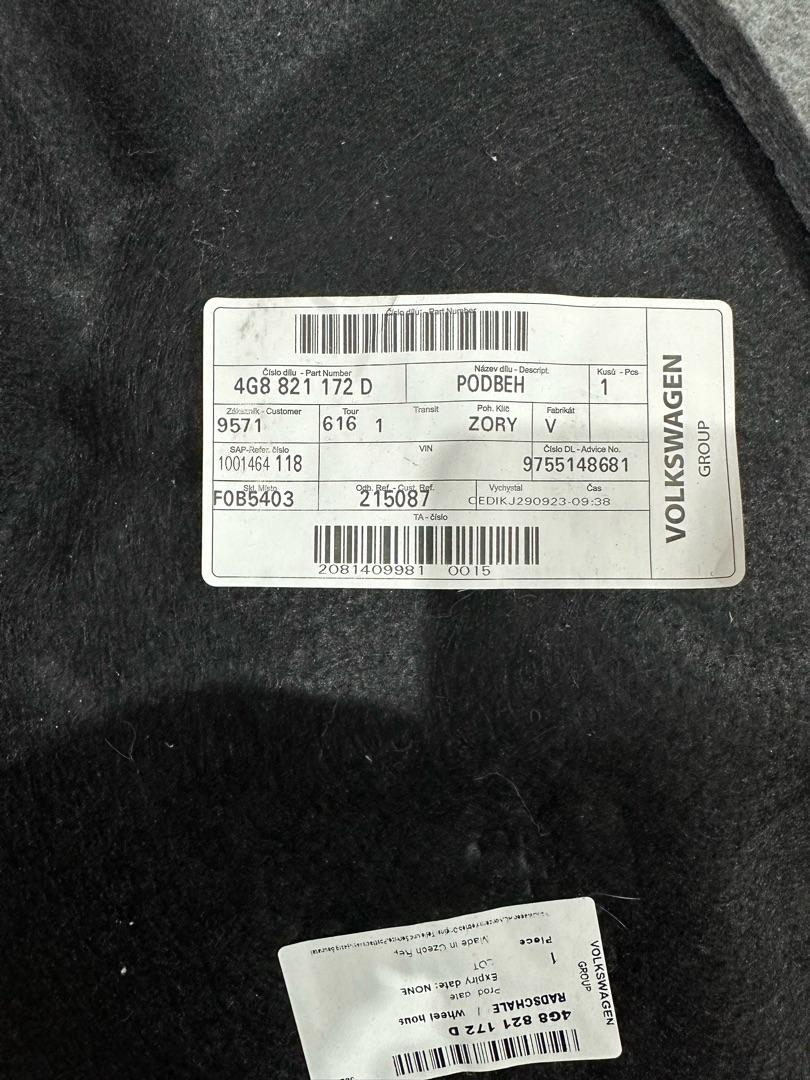 Číslo dílu - Part Number
Číslo dílu - Part Number
Název dílu - Descript.
Kusů - Pcs
4G8 821 172 D
PODBEH
1
Zákazník - Customer
Tour
Transit
Poh. Klíč
Fabrikát
9571
616 1
ZORY
V
SAP-Refer. číslo
VIN
Číslo DL - Advice No.
1001464 118
9755148681
Skl. Místo
Odb. Ref. - Cust. Ref.
Vychystal
Čas
F0B5403
215087
CEDIKJ290923-09:38
TA - číslo
2081409981 0015
VOLKSWAGEN
GROUP
VOLKSWAGEN
GROUP
4G8 821 172 D
RADSCHALE | Wheel hous
Prod date
Expiry date: NONE
1
Piece
Made in Czech Rep